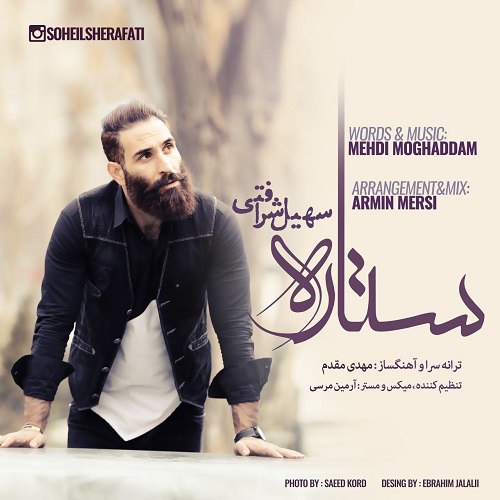 SOHEILSHERAFATI
WORDS & MUSIC:
MEHDI MOGHADDAM
ARRANGEMENT&MIX:
ARMIN MERSI
سهیل شرافتی
ستاره
ترانه سرا و آهنگساز : مهدی مقدم
تنظیم کننده ، میکس و مستر : آرمین مرسی
PHOTO BY : SAEED KORD DESING BY : EBRAHIM JALALII